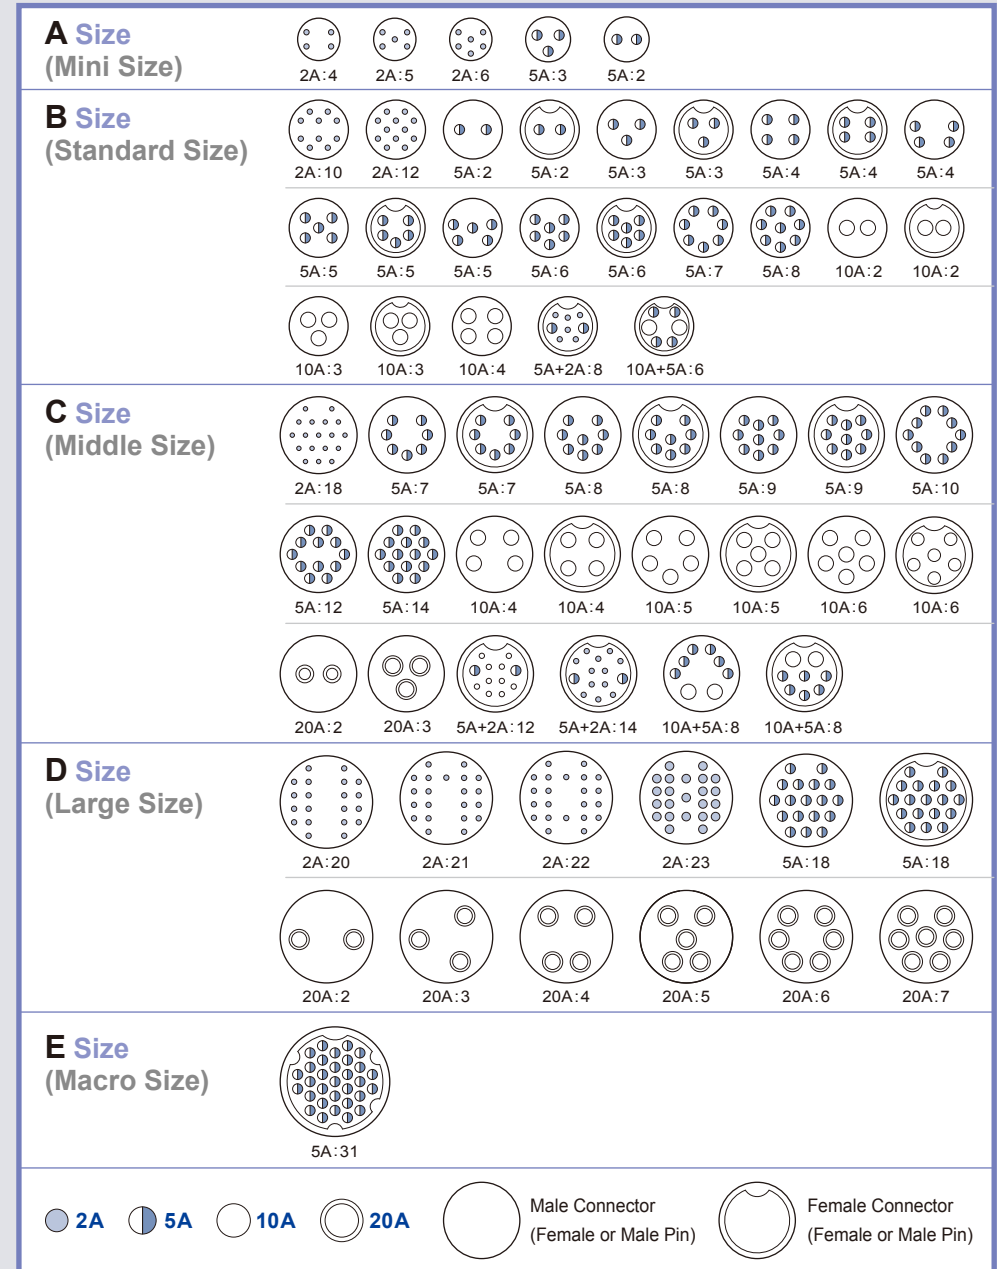 A Size
(Mini Size)
2A:4 2A:5 2A:6 5A:3 5A:2
B Size
(Standard Size)
2A:10 2A:12 5A:2 5A:2 5A:3 5A:3 5A:4 5A:4 5A:4
5A:5 5A:5 5A:5 5A:6 5A:6 5A:7 5A:8 10A:2 10A:2
10A:3 10A:3 10A:4 5A+2A:8 10A+5A:6
C Size
(Middle Size)
2A:18 5A:7 5A:7 5A:8 5A:8 5A:9 5A:9 5A:10
5A:12 5A:14 10A:4 10A:4 10A:5 10A:5 10A:6 10A:6
20A:2 20A:3 5A+2A:12 5A+2A:14 10A+5A:8 10A+5A:8
D Size
(Large Size)
2A:20 2A:21 2A:22 2A:23 5A:18 5A:18
20A:2 20A:3 20A:4 20A:5 20A:6 20A:7
E Size
(Macro Size)
5A:31
2A 5A 10A 20A
Male Connector
(Female or Male Pin)
Female Connector
(Female or Male Pin)